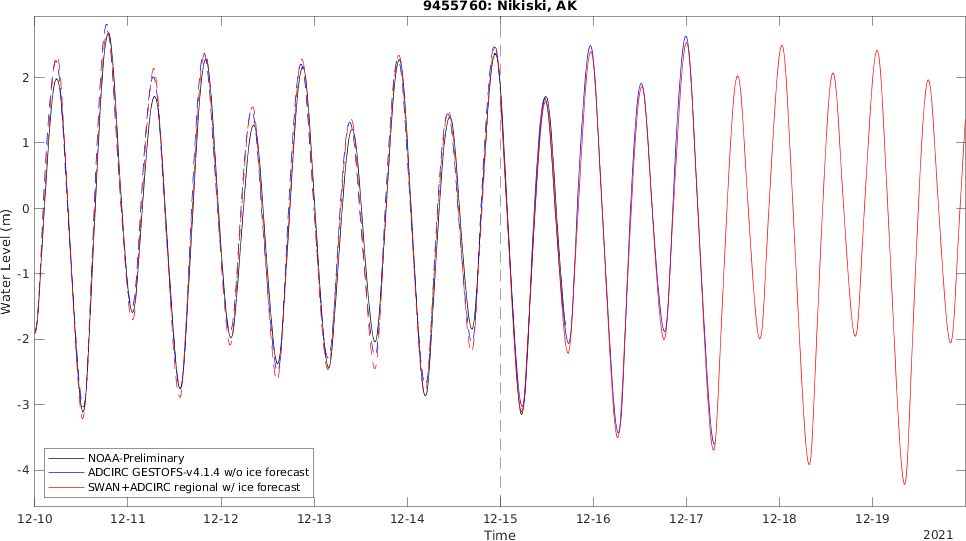 9455760: Nikiski, AK
Water Level (m)
2
1
0
-1
-2
-3
-4
NOAA-Preliminary
ADCIRC GESTOFS-v4.1.4 w/o ice forecast
SWAN+ADCIRC regional w/ ice forecast
12-10 12-11 12-12 12-13 12-14 12-15 12-16 12-17 12-18 12-19
Time
2021